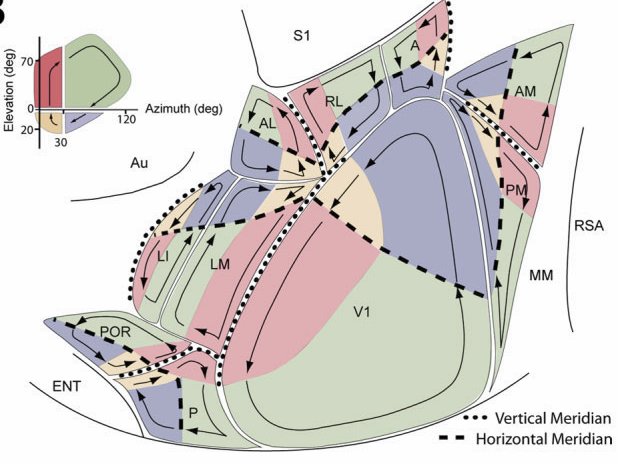 B
S1
Elevation (deg)
70
0
20
30
Azimuth (deg)
120
A
AL
RL
AM
Au
PM
RSA
LI
LM
V1
MM
POR
ENT
P
Vertical Meridian
Horizontal Meridian